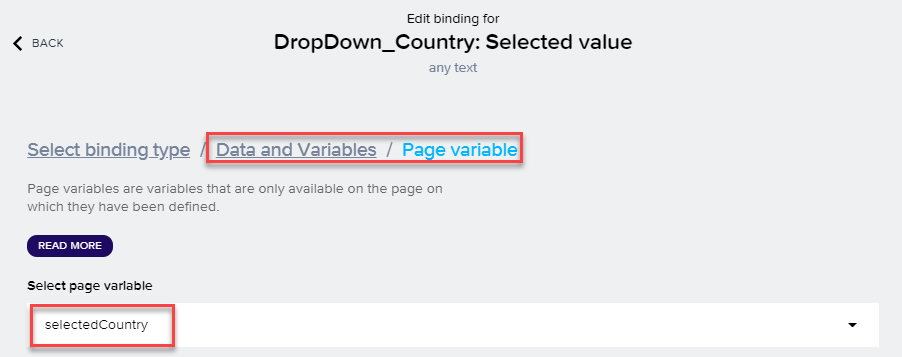 Edit binding for
BACK
DropDown_Country: Selected value
any text
Select binding type / Data and Variables / Page variable
Page variables are variables that are only available on the page on
which they have been defined.
READ MORE
Select page varible
selectedCountry